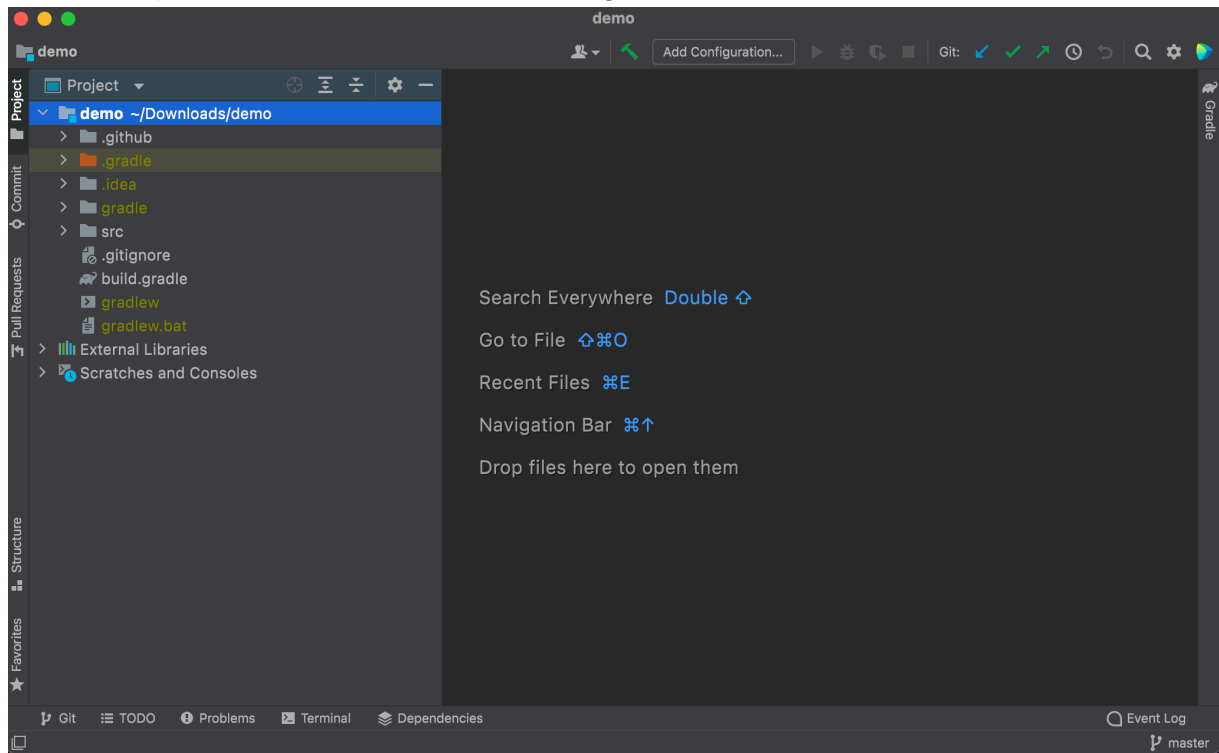 demo
demo
Add Configuration...
Git:
Project
demo ~/Downloads/demo
.github
.gradle
.idea
gradle
src
.gitignore
build.gradle
gradlew
gradlew.bat
External Libraries
Scratches and Consoles
Project
Commit
Pull Requests
Structure
Favorites
Search Everywhere Double ⇧
Go to File ⇧⌘O
Recent Files ⌘E
Navigation Bar ⌘↑
Drop files here to open them
Gradle
Git TODO Problems Terminal Dependencies Event Log
master